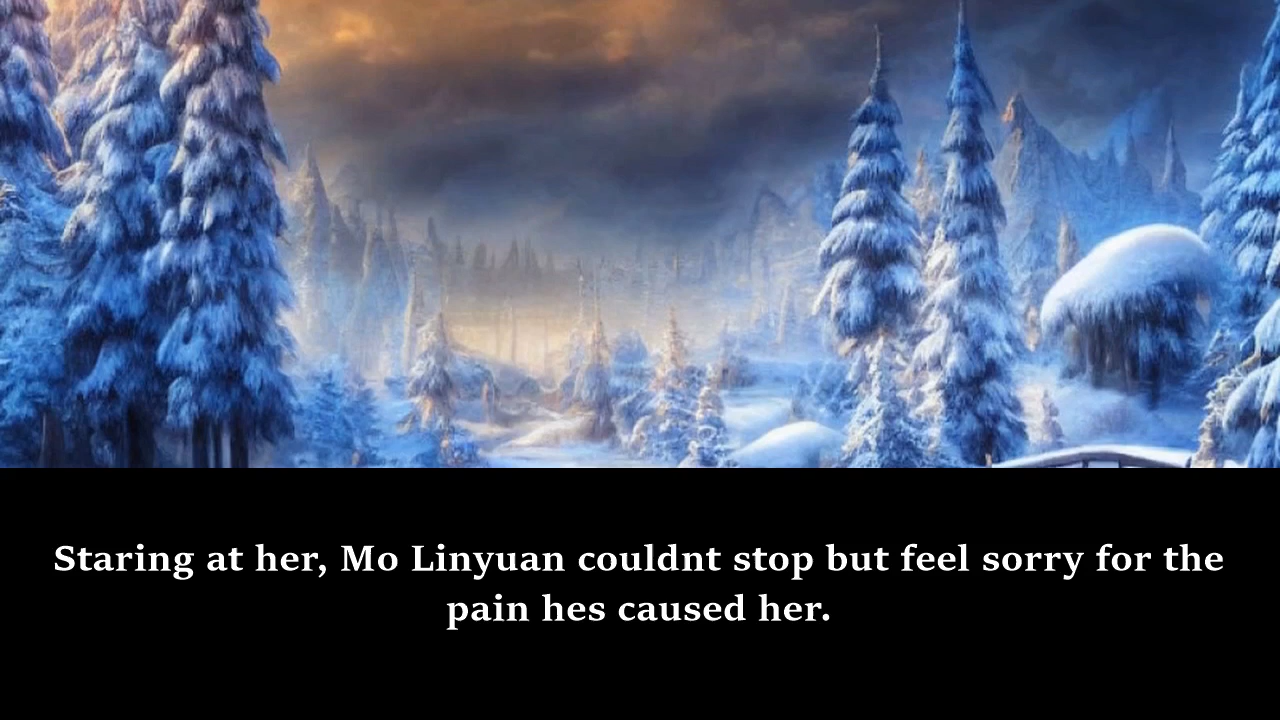 Staring at her, Mo Linyuan couldnt stop but feel sorry for the
pain hes caused her.